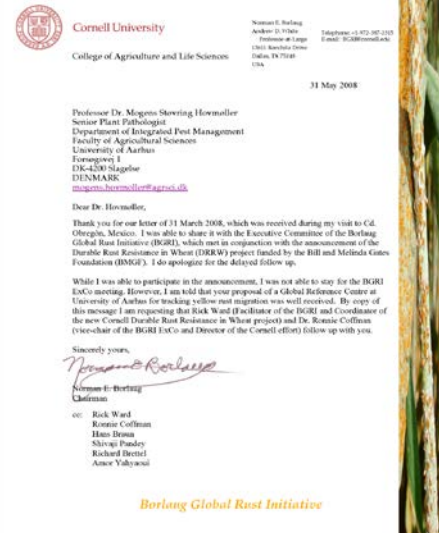 Cornell University
College of Agriculture and Life Sciences
Norman E. Borlaug
Andrew D. White
Professor-at-Large
Dallas, TX
USA
31 May 2008
Professor Dr. Mogens Støvring Hovmøller
Senior Plant Pathologist
Department of Integrated Pest Management
Faculty of Agricultural Sciences
University of Aarhus
Forsøgsvej 1
DK-4200 Slagelse
DENMARK
mogens.hovmoller@agrsci.dk
Dear Dr. Hovmøller,
Thank you for our letter of 31 March 2008, which was received during my visit to Cd.
Obregón, Mexico. I was able to share it with the Executive Committee of the Borlaug
Global Rust Initiative (BGRI), which met in conjunction with the announcement of the
Durable Rust Resistance in Wheat (DRRW) project funded by the Bill and Melinda Gates
Foundation (BMGF). I do apologize for the delayed follow up.
While I was able to participate in the announcement, I was not able to stay for the BGRI
ExCo meeting. However, I am told that your proposal of a Global Reference Centre at
University of Aarhus for tracking yellow rust migration was well received. By copy of
this message I am requesting that Rick Ward (Facilitator of the BGRI and Coordinator of
the new Cornell Durable Rust Resistance in Wheat project) and Dr. Ronnie Coffman
(vice-chair of the BGRI ExCo and Director of the Cornell effort) follow up with you.
Sincerely yours,
Norman E Borlaug
Norman E. Borlaug
Chairman
cc: Rick Ward
Ronnie Coffman
Hans Braun
Shivaji Pandey
Richard Brettel
Amor Yahyaoui
Borlaug Global Rust Initiative